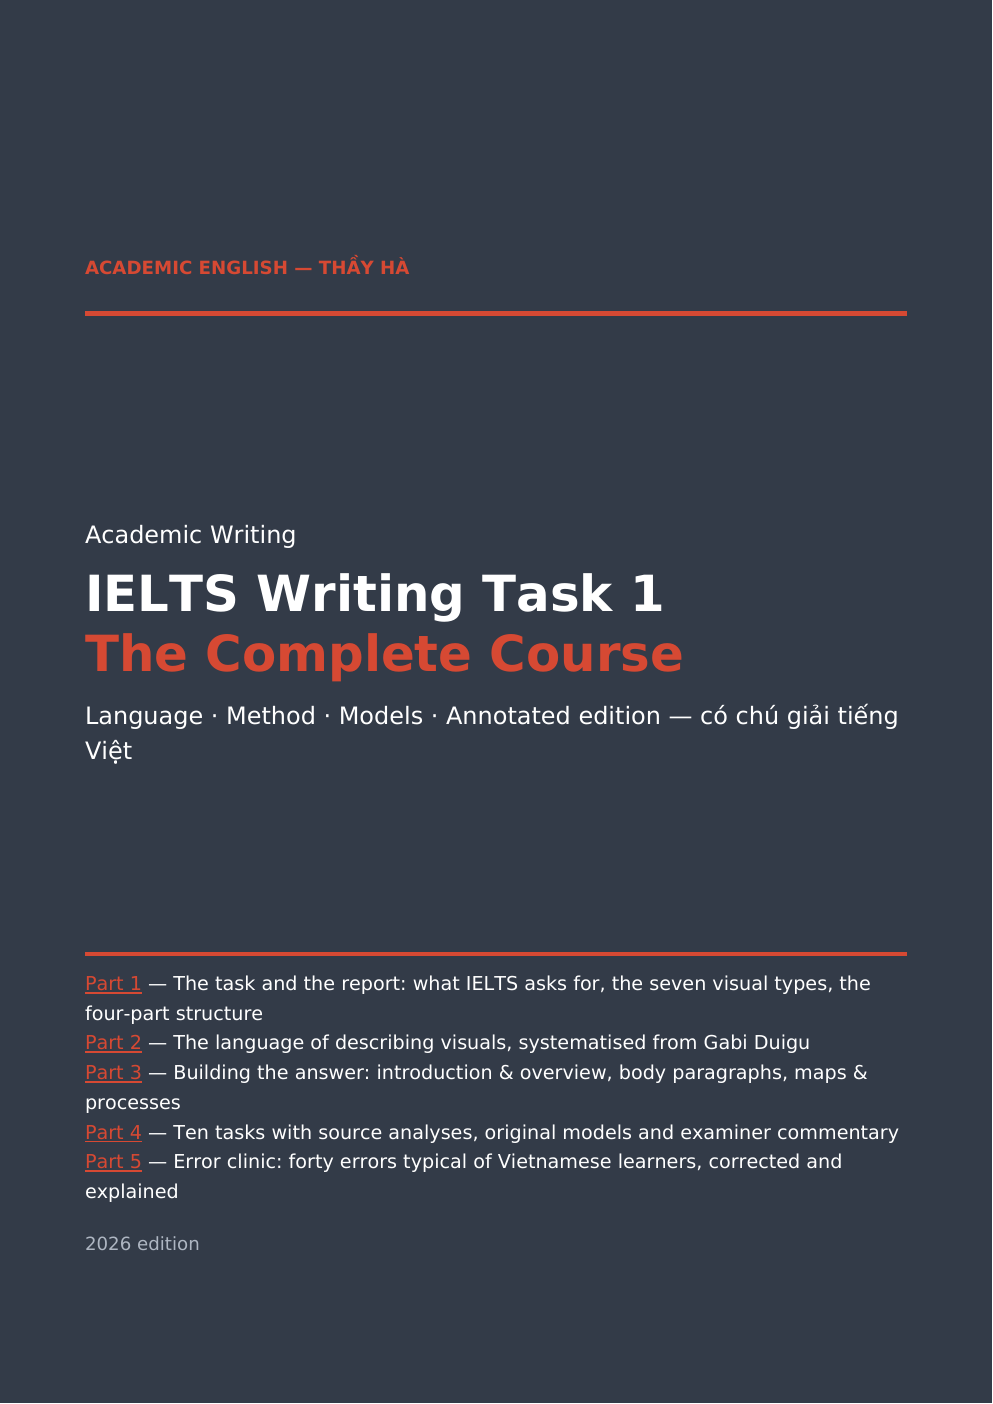 ACADEMIC ENGLISH — THẦY HÀ
Academic Writing
IELTS Writing Task 1
The Complete Course
Language · Method · Models · Annotated edition — có chú giải tiếng
Việt
Part 1 — The task and the report: what IELTS asks for, the seven visual types, the
four-part structure
Part 2 — The language of describing visuals, systematised from Gabi Duigu
Part 3 — Building the answer: introduction & overview, body paragraphs, maps &
processes
Part 4 — Ten tasks with source analyses, original models and examiner commentary
Part 5 — Error clinic: forty errors typical of Vietnamese learners, corrected and
explained
2026 edition